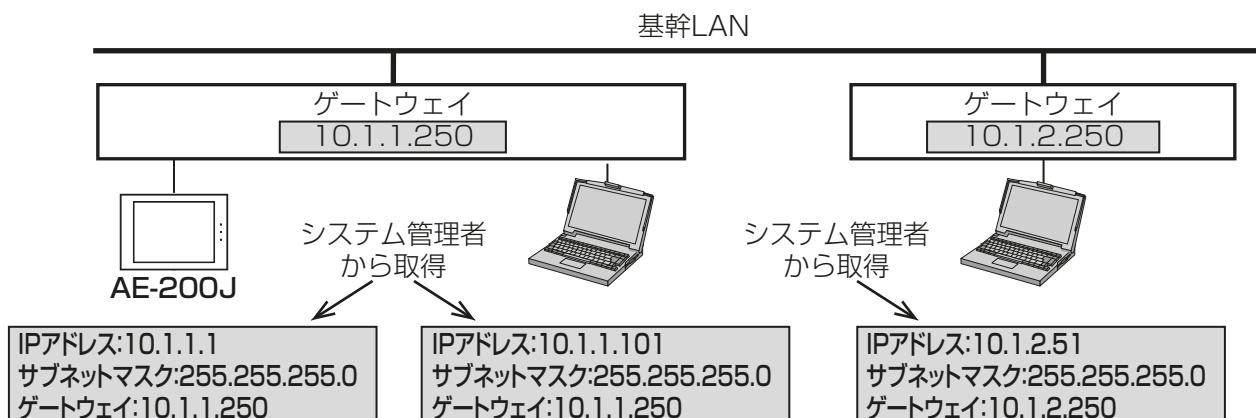 基幹LAN
ゲートウェイ
10.1.1.250
ゲートウェイ
10.1.2.250
システム管理者
から取得
システム管理者
から取得
AE-200J
IPアドレス:10.1.1.1
サブネットマスク:255.255.255.0
ゲートウェイ:10.1.1.250
IPアドレス:10.1.1.101
サブネットマスク:255.255.255.0
ゲートウェイ:10.1.1.250
IPアドレス:10.1.2.51
サブネットマスク:255.255.255.0
ゲートウェイ:10.1.2.250